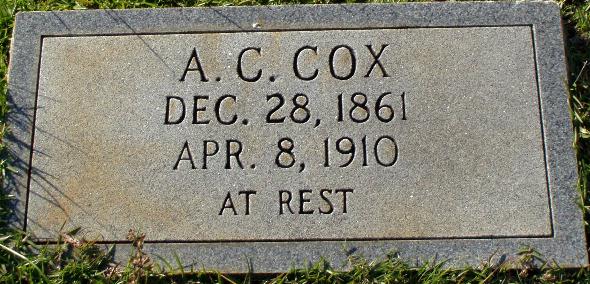 A. C. COX
DEC. 28, 1861
APR. 8, 1910
AT REST